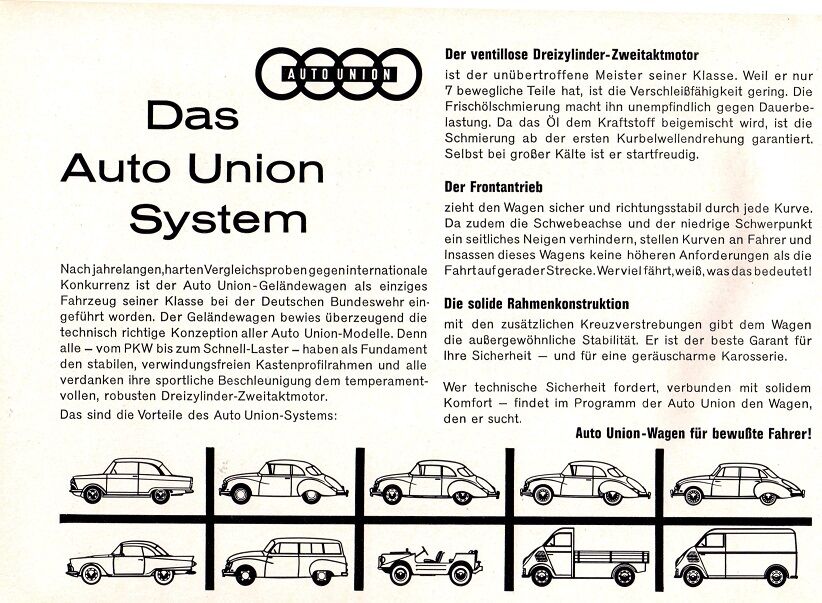 AUTO UNION
Das
Auto Union
System
Nach jahrelangen, harten Vergleichsproben gegen internationale
Konkurrenz ist der Auto Union-Geländewagen als einziges
Fahrzeug seiner Klasse bei der Deutschen Bundeswehr ein-
geführt worden. Der Geländewagen bewies überzeugend die
technisch richtige Konzeption aller Auto Union-Modelle. Denn
alle – vom PKW bis zum Schnell-Laster – haben als Fundament
den stabilen, verwindungsfreien Kastenprofilrahmen und alle
verdanken ihre sportliche Beschleunigung dem temperament-
vollen, robusten Dreizylinder-Zweitaktmotor.
Das sind die Vorteile des Auto Union-Systems:
Der ventillose Dreizylinder-Zweitaktmotor
ist der unübertroffene Meister seiner Klasse. Weil er nur
7 bewegliche Teile hat, ist die Verschleißfähigkeit gering. Die
Frischölschmierung macht ihn unempfindlich gegen Dauerbe-
lastung. Da das Öl dem Kraftstoff beigemischt wird, ist die
Schmierung ab der ersten Kurbelwellendrehung garantiert.
Selbst bei großer Kälte ist er startfreudig.
Der Frontantrieb
zieht den Wagen sicher und richtungsstabil durch jede Kurve.
Da zudem die Schwebeachse und der niedrige Schwerpunkt
ein seitliches Neigen verhindern, stellen Kurven an Fahrer und
Insassen dieses Wagens keine höheren Anforderungen als die
Fahrt auf gerader Strecke. Wer viel fährt, weiß, was das bedeutet!
Die solide Rahmenkonstruktion
mit den zusätzlichen Kreuzverstrebungen gibt dem Wagen
die außergewöhnliche Stabilität. Er ist der beste Garant für
Ihre Sicherheit – und für eine geräuscharme Karosserie.
Wer technische Sicherheit fordert, verbunden mit solidem
Komfort – findet im Programm der Auto Union den Wagen,
den er sucht.
Auto Union-Wagen für bewußte Fahrer!